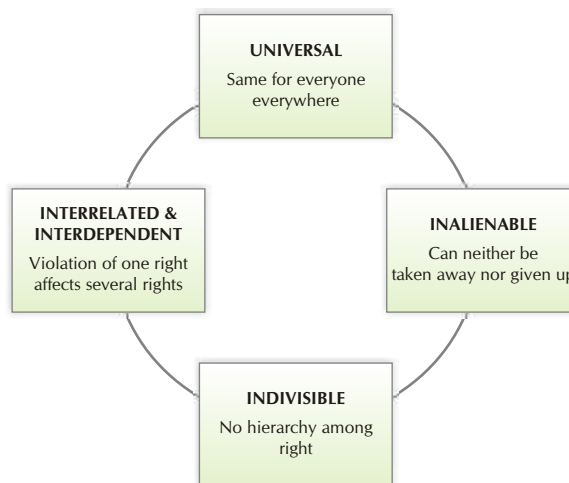 UNIVERSAL
Same for everyone
everywhere
INTERRELATED &
INTERDEPENDENT
Violation of one right
affects several rights
INALIENABLE
Can neither be
taken away nor given up
INDIVISIBLE
No hierarchy among
right